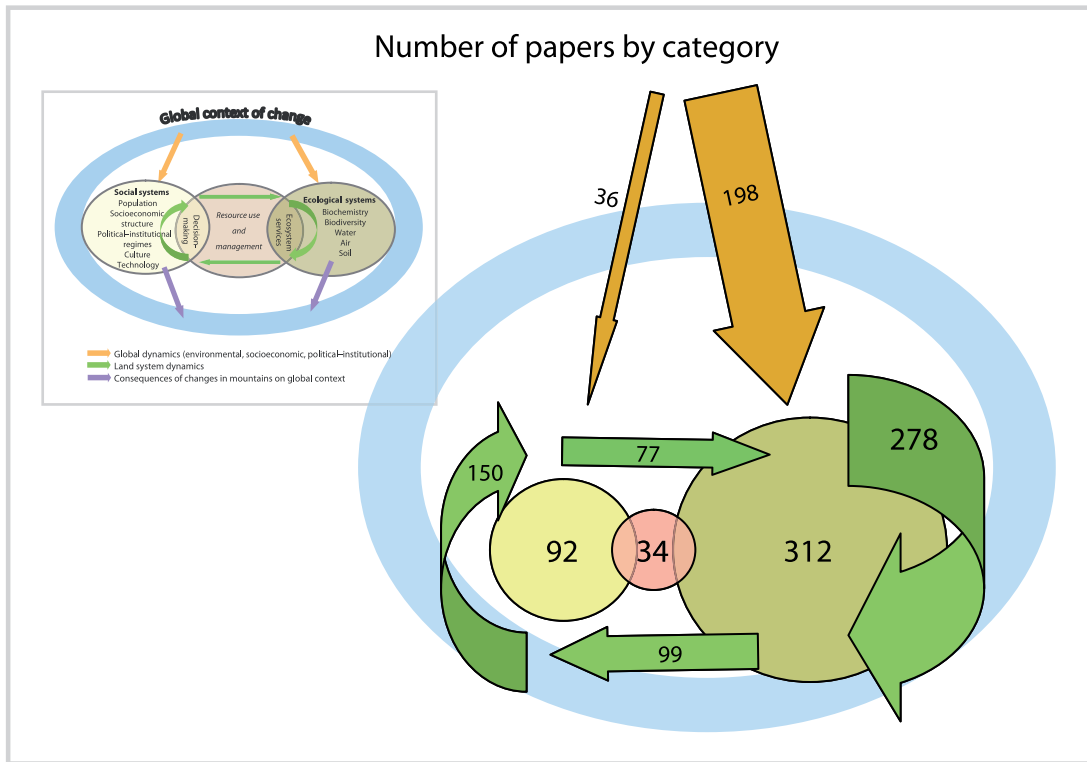 Number of papers by category
Global context of change
Social systems
Population
Socioeconomic
structure
Political–institutional
regimes
Culture
Technology
Decision–
making
Resource use
and
management
Ecosystem
services
Ecological systems
Biochemistry
Biodiversity
Water
Air
Soil
Global dynamics (environmental, socioeconomic, political–institutional)
Land system dynamics
Consequences of changes in mountains on global context
36
198
150
77
278
92
34
312
99